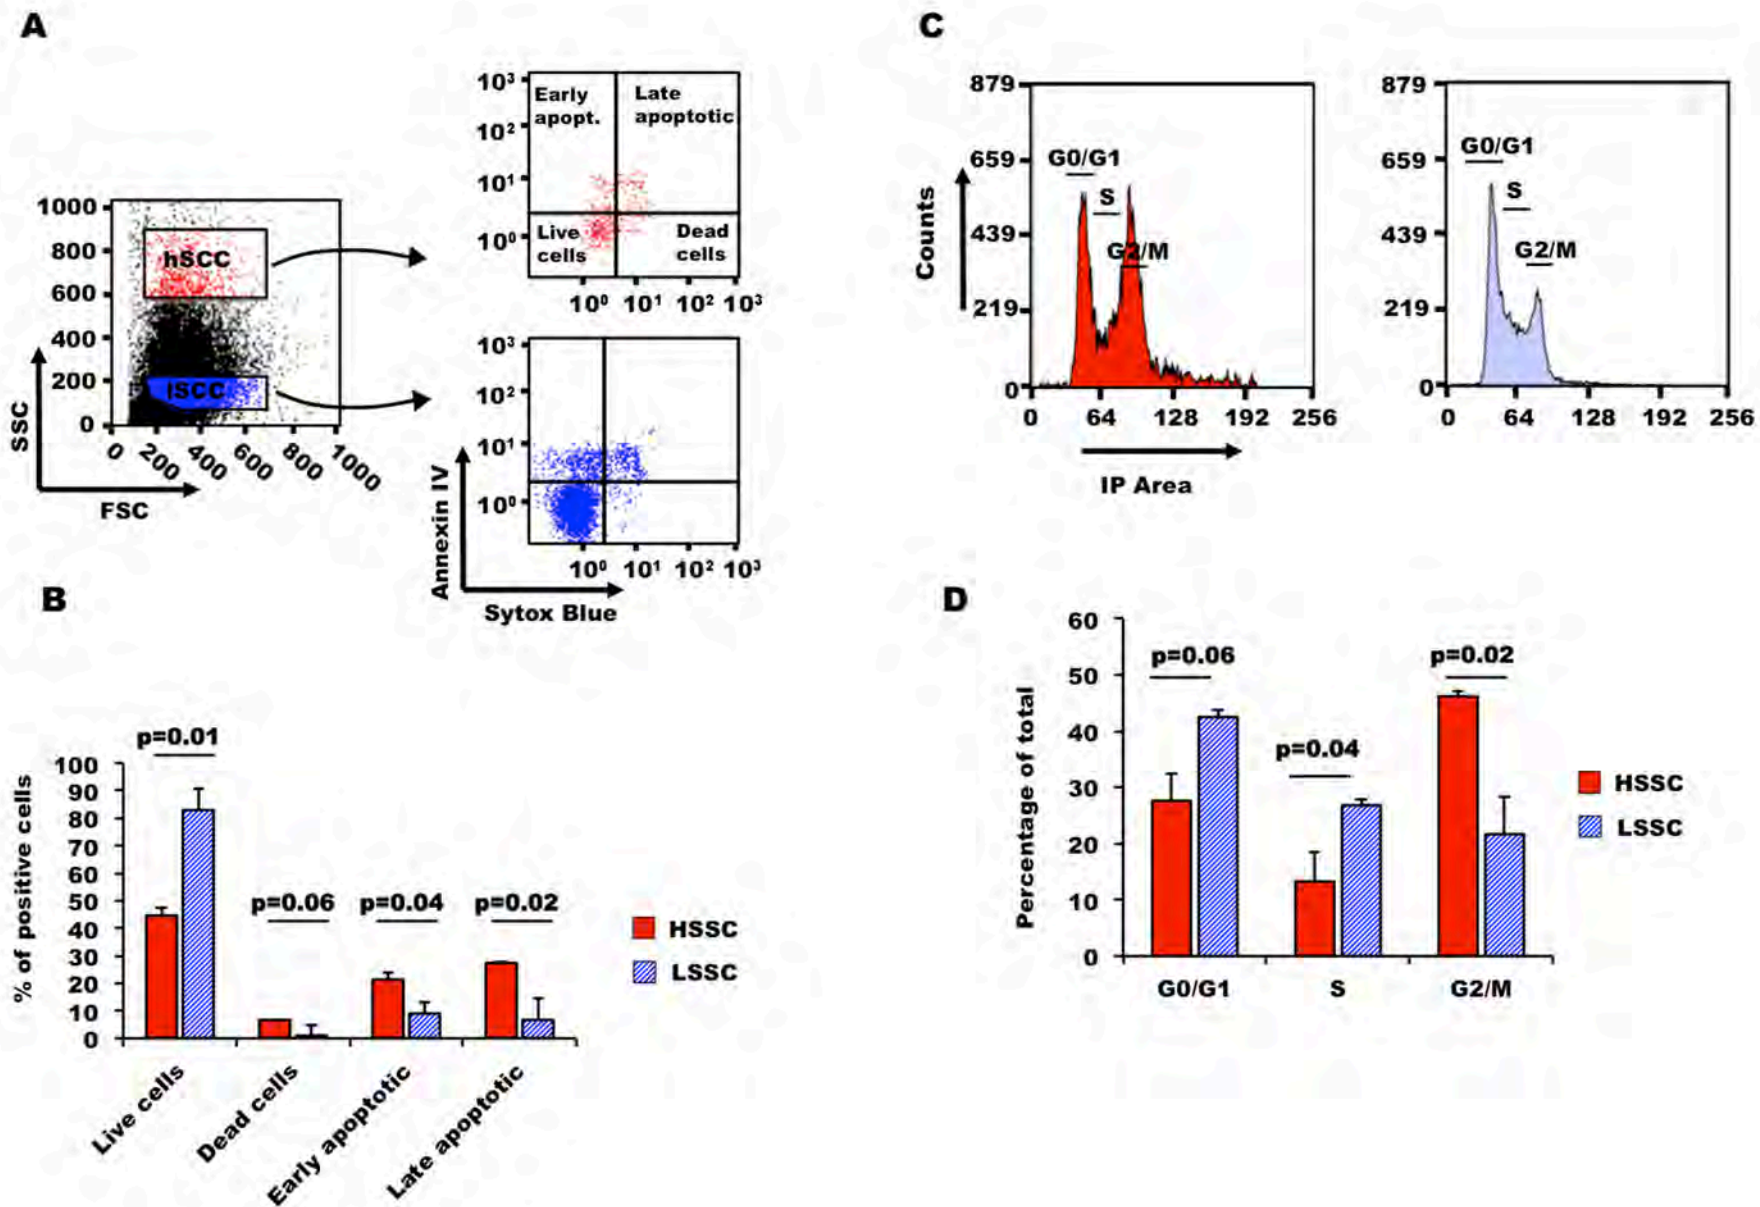 A
1000
800
600
400
200
0
0 200 400 600 800 1000
SSC
FSC
hSCC
lSCC
10³
10²
10¹
10⁰
Early apopt.
Late apoptotic
Live cells
Dead cells
10⁰ 10¹ 10² 10³
10³
10²
10¹
10⁰
10⁰ 10¹ 10² 10³
Annexin IV
Sytox Blue
B
% of positive cells
100
90
80
70
60
50
40
30
20
10
0
p=0.01
p=0.06
p=0.04
p=0.02
Live cells
Dead cells
Early apoptotic
Late apoptotic
HSSC
LSSC
C
Counts
879
659
439
219
0
G0/G1
S
G2/M
0 64 128 192 256
IP Area
879
659
439
219
0
G0/G1
S
G2/M
0 64 128 192 256
D
Percentage of total
60
50
40
30
20
10
0
p=0.06
p=0.04
p=0.02
G0/G1
S
G2/M
HSSC
LSSC